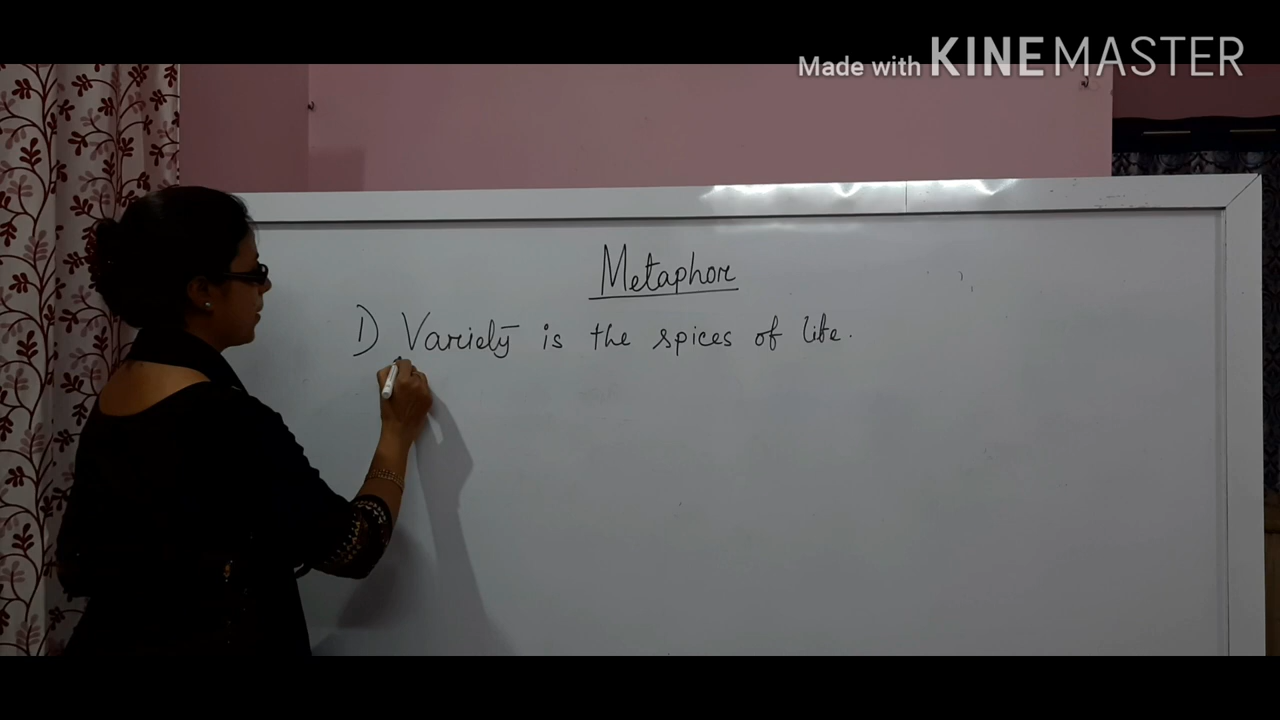 Made with KINEMASTER
Metaphor
1) Variety is the spices of life.